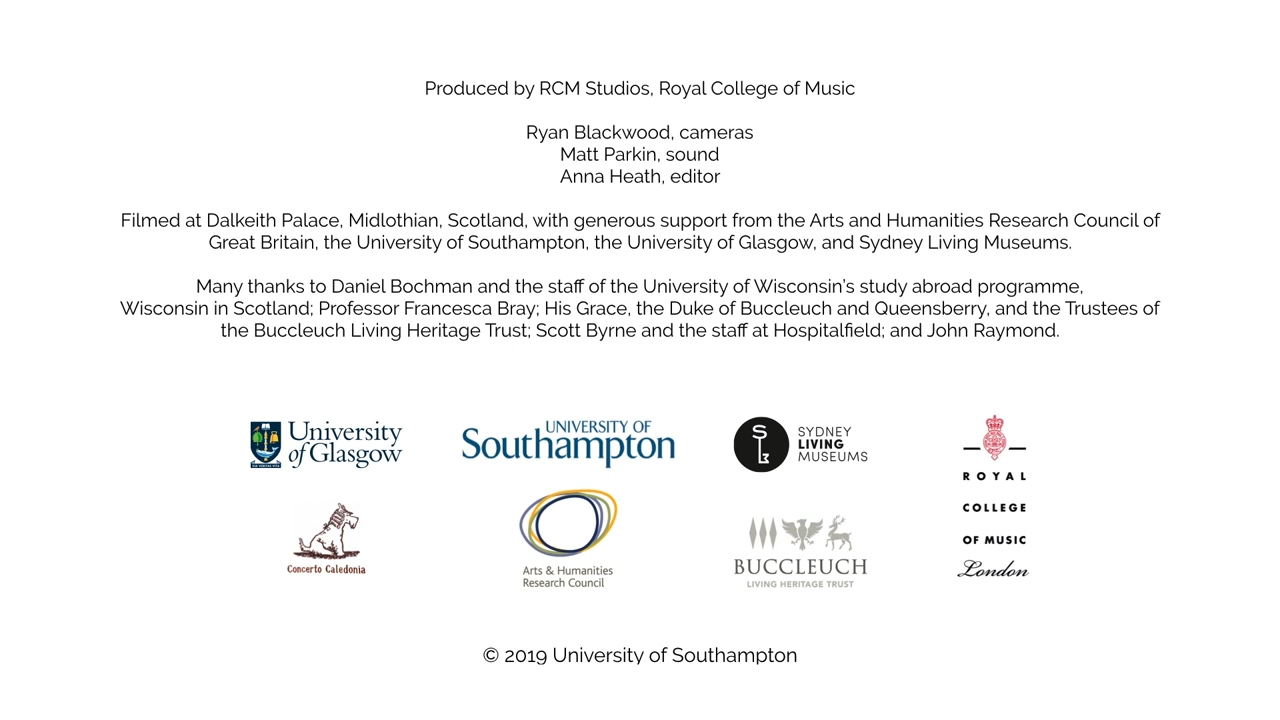 Produced by RCM Studios, Royal College of Music
Ryan Blackwood, cameras
Matt Parkin, sound
Anna Heath, editor
Filmed at Dalkeith Palace, Midlothian, Scotland, with generous support from the Arts and Humanities Research Council of
Great Britain, the University of Southampton, the University of Glasgow, and Sydney Living Museums.
Many thanks to Daniel Bochman and the staff of the University of Wisconsin's study abroad programme,
Wisconsin in Scotland; Professor Francesca Bray; His Grace, the Duke of Buccleuch and Queensberry, and the Trustees of
the Buccleuch Living Heritage Trust; Scott Byrne and the staff at Hospitalfield; and John Raymond.
University
of Glasgow
UNIVERSITY OF
Southampton
SYDNEY
LIVING
MUSEUMS
ROYAL
COLLEGE
OF MUSIC
London
Concerto Caledonia
Arts & Humanities
Research Council
BUCCLEUCH
LIVING HERITAGE TRUST
© 2019 University of Southampton